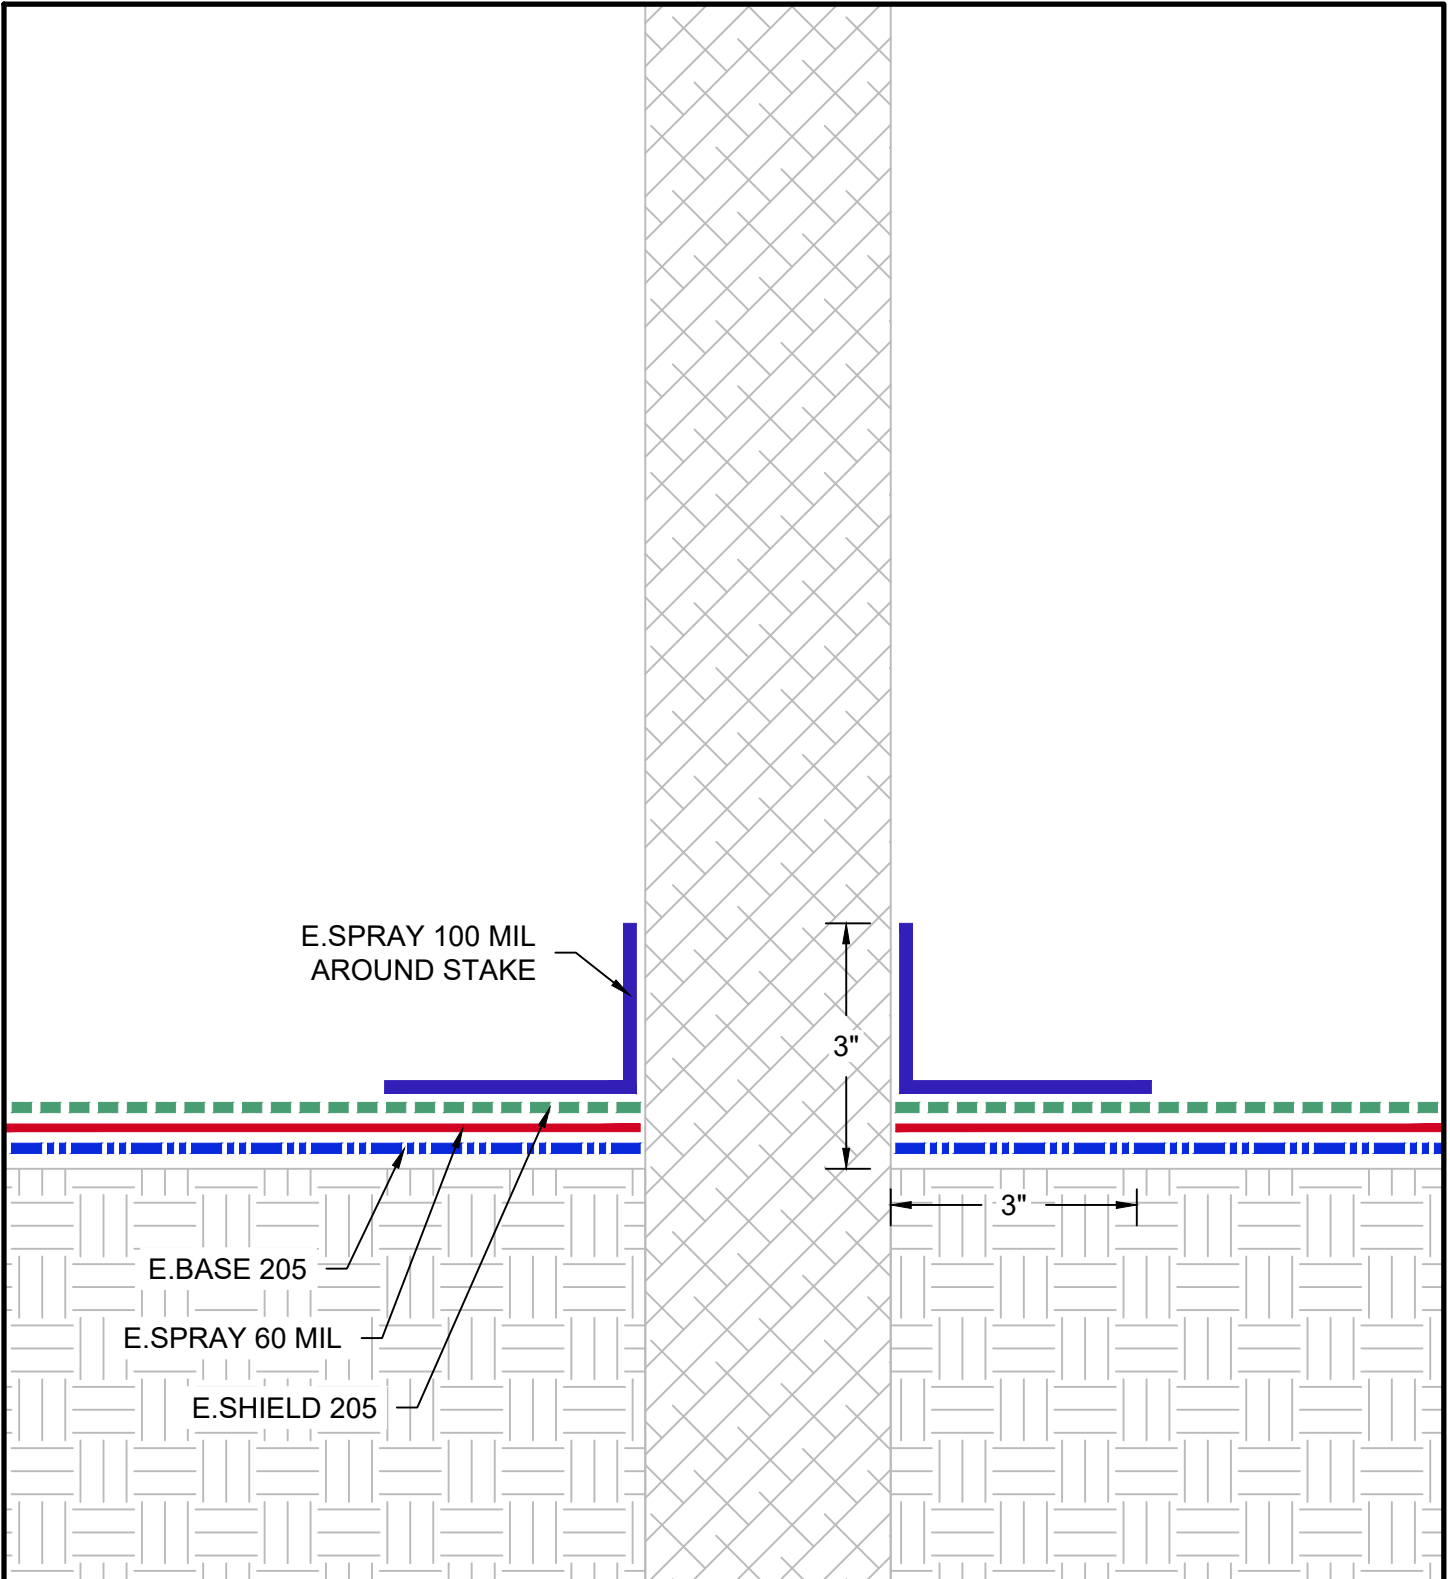 E.SPRAY 100 MIL
AROUND STAKE
3"
3"
E.BASE 205
E.SPRAY 60 MIL
E.SHIELD 205